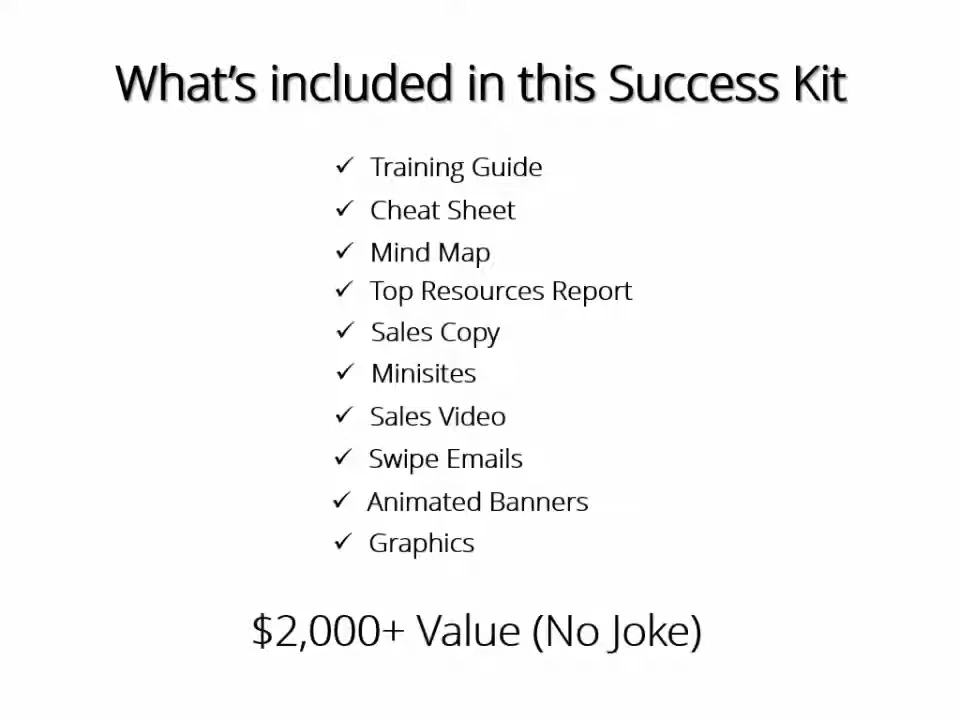 What's included in this Success Kit
✓ Training Guide
✓ Cheat Sheet
✓ Mind Map
✓ Top Resources Report
✓ Sales Copy
✓ Minisites
✓ Sales Video
✓ Swipe Emails
✓ Animated Banners
✓ Graphics
$2,000+ Value (No Joke)